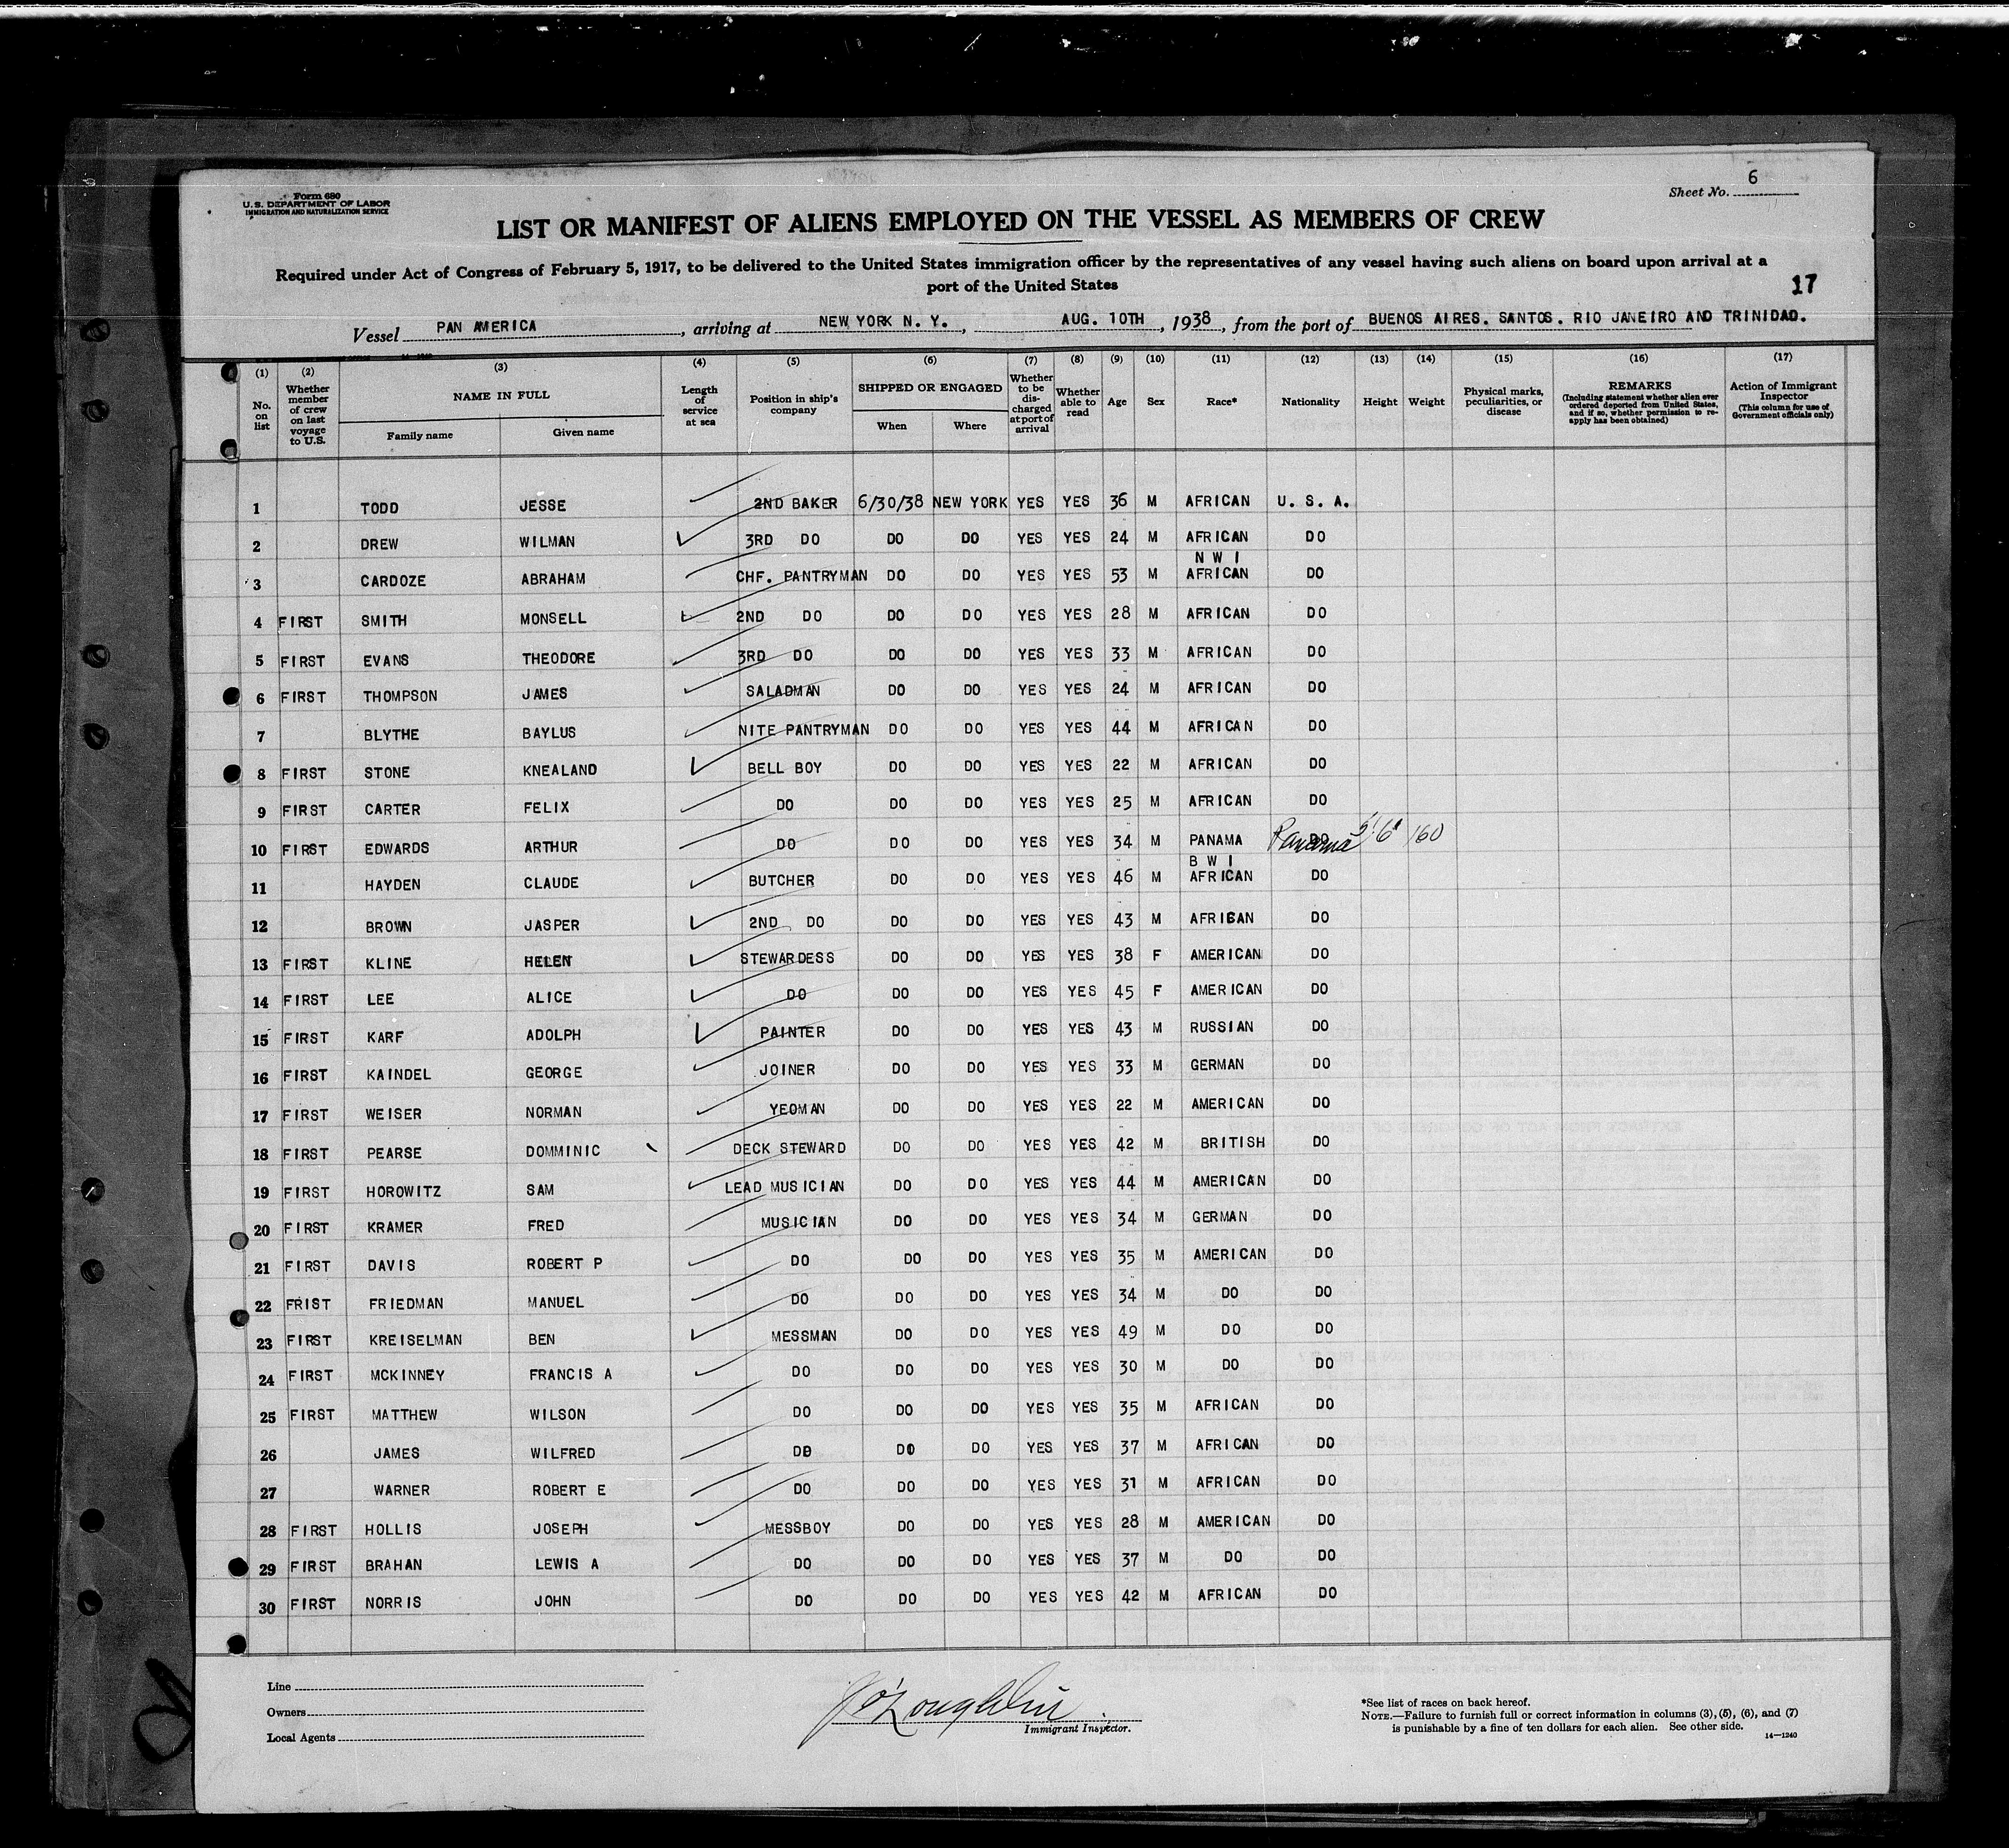 Form 680
U. S. DEPARTMENT OF LABOR
IMMIGRATION AND NATURALIZATION SERVICE
Sheet No. 6
LIST OR MANIFEST OF ALIENS EMPLOYED ON THE VESSEL AS MEMBERS OF CREW
Required under Act of Congress of February 5, 1917, to be delivered to the United States immigration officer by the representatives of any vessel having such aliens on board upon arrival at a
port of the United States
17
Vessel PAN AMERICA, arriving at NEW YORK N. Y., AUG. 10TH, 1938, from the port of BUENOS AIRES. SANTOS. RIO JANEIRO AND TRINIDAD.
(1) No. on list
(2) Whether member of crew on last voyage to U.S.
(3) NAME IN FULL Family name Given name
(4) Length of service at sea
(5) Position in ship's company
(6) SHIPPED OR ENGAGED When Where
(7) Whether to be discharged at port of arrival
(8) Whether able to read
(9) Age
(10) Sex
(11) Race*
(12) Nationality
(13) Height
(14) Weight
(15) Physical marks, peculiarities, or disease
(16) REMARKS (Including statement whether alien ever ordered deported from United States, and if so, whether permission to re-apply has been obtained)
(17) Action of Immigrant Inspector (This column for use of Government officials only)
1 TODD JESSE 2ND BAKER 6/30/38 NEW YORK YES YES 36 M AFRICAN U. S. A.
2 DREW WILMAN 3RD DO DO DO YES YES 24 M AFRICAN DO
3 CARDOZE ABRAHAM CHF. PANTRYMAN DO DO YES YES 53 M N W I AFRICAN DO
4 FIRST SMITH MONSELL 2ND DO DO DO YES YES 28 M AFRICAN DO
5 FIRST EVANS THEODORE 3RD DO DO DO YES YES 33 M AFRICAN DO
6 FIRST THOMPSON JAMES SALADMAN DO DO YES YES 24 M AFRICAN DO
7 BLYTHE BAYLUS NITE PANTRYMAN DO DO YES YES 44 M AFRICAN DO
8 FIRST STONE KNEALAND BELL BOY DO DO YES YES 22 M AFRICAN DO
9 FIRST CARTER FELIX DO DO DO YES YES 25 M AFRICAN DO
10 FIRST EDWARDS ARTHUR DO DO DO YES YES 34 M PANAMA DO Panama 5'6" 160
11 HAYDEN CLAUDE BUTCHER DO DO YES YES 46 M B W I AFRICAN DO
12 BROWN JASPER 2ND DO DO DO YES YES 43 M AFRICAN DO
13 FIRST KLINE HELEN STEWARDESS DO DO YES YES 38 F AMERICAN DO
14 FIRST LEE ALICE DO DO DO YES YES 45 F AMERICAN DO
15 FIRST KARF ADOLPH PAINTER DO DO YES YES 43 M RUSSIAN DO
16 FIRST KAINDEL GEORGE JOINER DO DO YES YES 33 M GERMAN DO
17 FIRST WEISER NORMAN YEOMAN DO DO YES YES 22 M AMERICAN DO
18 FIRST PEARSE DOMMINIC DECK STEWARD DO DO YES YES 42 M BRITISH DO
19 FIRST HOROWITZ SAM LEAD MUSICIAN DO DO YES YES 44 M AMERICAN DO
20 FIRST KRAMER FRED MUSICIAN DO DO YES YES 34 M GERMAN DO
21 FIRST DAVIS ROBERT P DO DO DO YES YES 35 M AMERICAN DO
22 FRIST FRIEDMAN MANUEL DO DO DO YES YES 34 M DO DO
23 FIRST KREISELMAN BEN MESSMAN DO DO YES YES 49 M DO DO
24 FIRST MCKINNEY FRANCIS A DO DO DO YES YES 30 M DO DO
25 FIRST MATTHEW WILSON DO DO DO YES YES 35 M AFRICAN DO
26 JAMES WILFRED DO DO DO YES YES 37 M AFRICAN DO
27 WARNER ROBERT E DO DO DO YES YES 31 M AFRICAN DO
28 FIRST HOLLIS JOSEPH MESSBOY DO DO YES YES 28 M AMERICAN DO
29 FIRST BRAHAN LEWIS A DO DO DO YES YES 37 M DO DO
30 FIRST NORRIS JOHN DO DO DO YES YES 42 M AFRICAN DO
Line
Owners
Local Agents
J O'Loughlin
Immigrant Inspector.
*See list of races on back hereof.
NOTE.—Failure to furnish full or correct information in columns (3), (5), (6), and (7)
is punishable by a fine of ten dollars for each alien. See other side.
14—1240